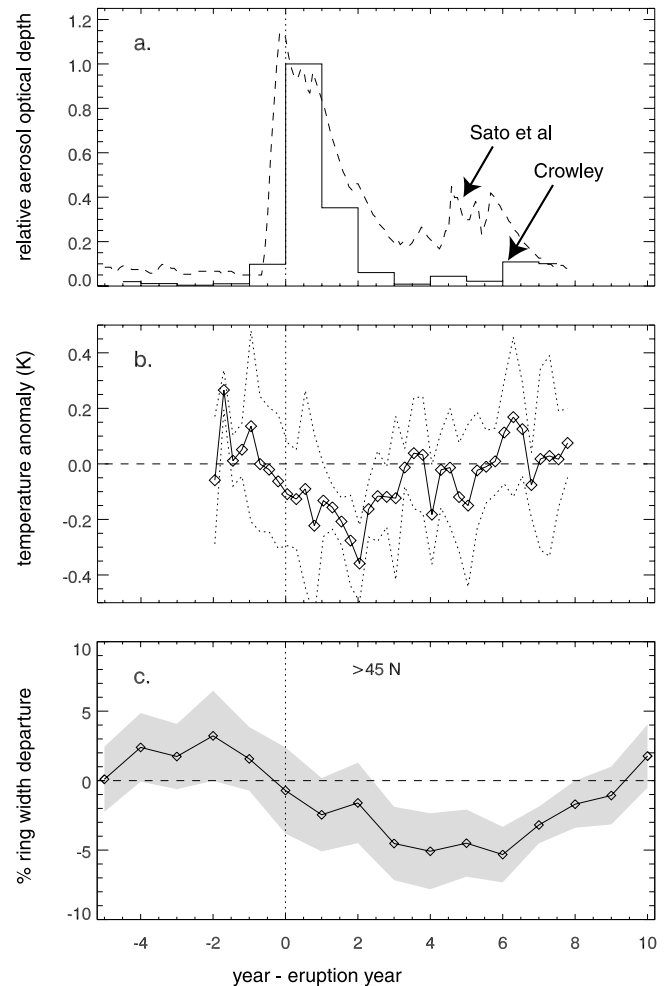 a.
1.2
1.0
0.8
0.6
0.4
0.2
0.0
relative aerosol optical depth
Sato et al
Crowley
b.
0.4
0.2
0.0
-0.2
-0.4
temperature anomaly (K)
c.
>45 N
10
5
0
-5
-10
% ring width departure
-4 -2 0 2 4 6 8 10
year - eruption year